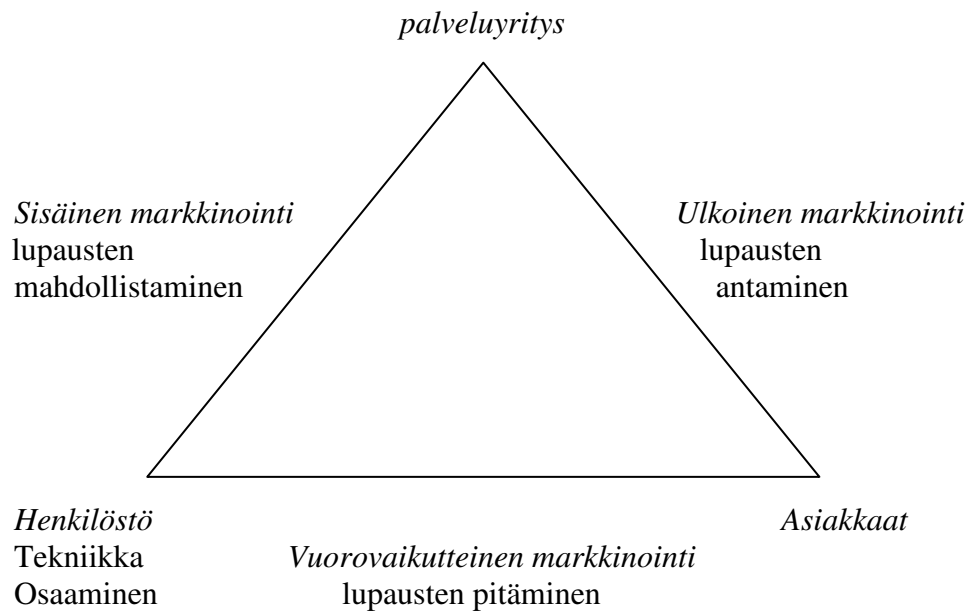 palveluyritys
Sisäinen markkinointi
lupausten
mahdollistaminen
Ulkoinen markkinointi
lupausten
antaminen
Henkilöstö
Tekniikka
Osaaminen
Vuorovaikutteinen markkinointi
lupausten pitäminen
Asiakkaat